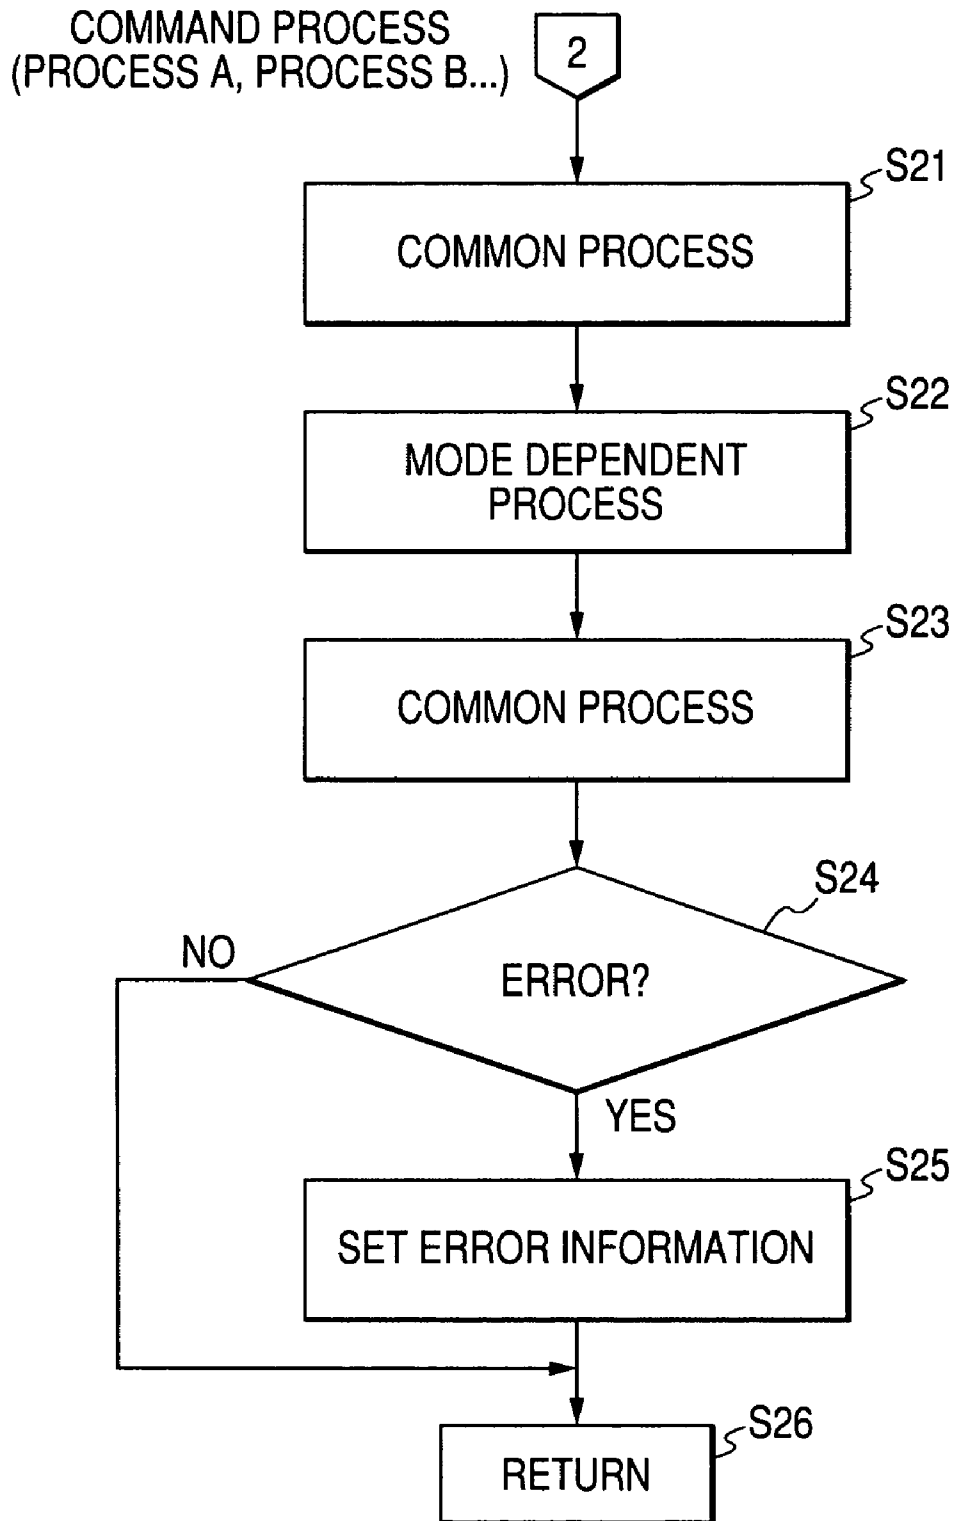 COMMAND PROCESS
(PROCESS A, PROCESS B...)
2
S21
COMMON PROCESS
S22
MODE DEPENDENT
PROCESS
S23
COMMON PROCESS
S24
NO
ERROR?
YES
S25
SET ERROR INFORMATION
S26
RETURN